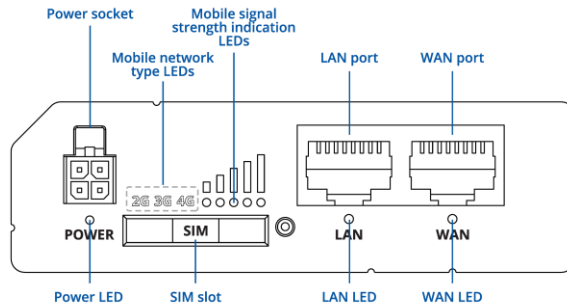 Power socket
Mobile signal
strength indication
LEDs
Mobile network
type LEDs
LAN port
WAN port
2G 3G 4G
POWER
SIM
LAN
WAN
Power LED
SIM slot
LAN LED
WAN LED